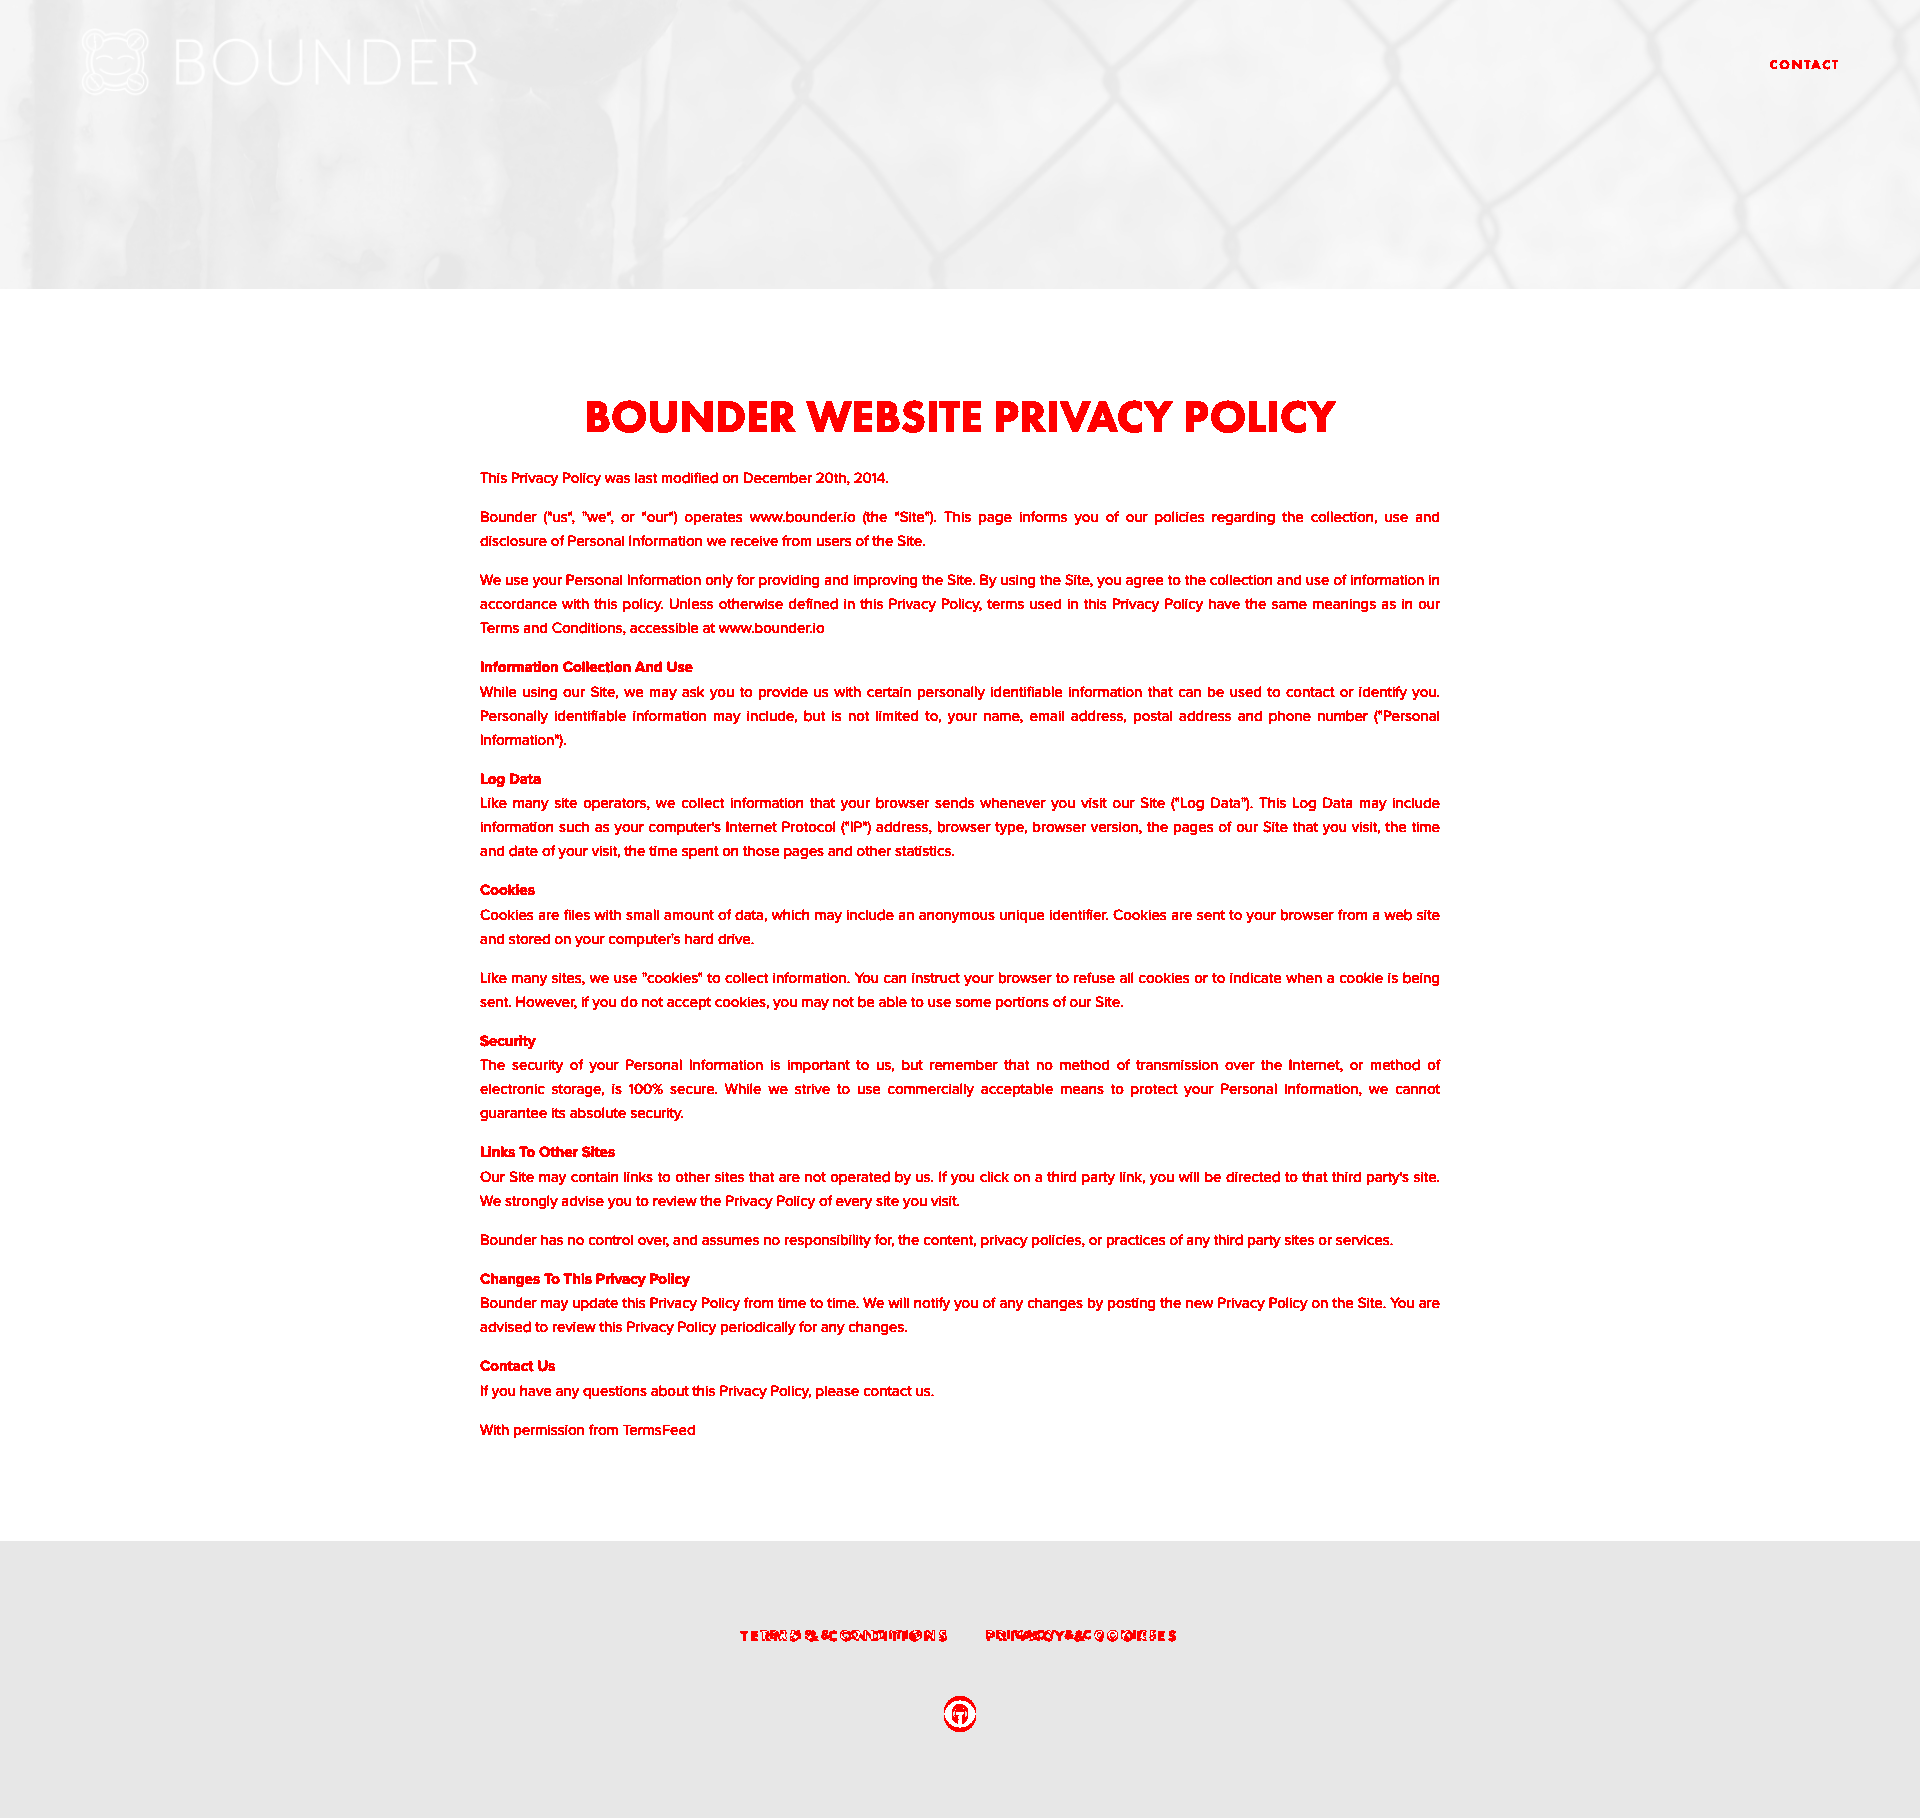 BOUNDER
CONTACT
BOUNDER WEBSITE PRIVACY POLICY
This Privacy Policy was last modified on December 20th, 2014.
Bounder ("us", "we", or "our") operates www.bounder.io (the "Site"). This page informs you of our policies regarding the collection, use and
disclosure of Personal Information we receive from users of the Site.
We use your Personal Information only for providing and improving the Site. By using the Site, you agree to the collection and use of information in
accordance with this policy. Unless otherwise defined in this Privacy Policy, terms used in this Privacy Policy have the same meanings as in our
Terms and Conditions, accessible at www.bounder.io
Information Collection And Use
While using our Site, we may ask you to provide us with certain personally identifiable information that can be used to contact or identify you.
Personally identifiable information may include, but is not limited to, your name, email address, postal address and phone number ("Personal
Information").
Log Data
Like many site operators, we collect information that your browser sends whenever you visit our Site ("Log Data"). This Log Data may include
information such as your computer's Internet Protocol ("IP") address, browser type, browser version, the pages of our Site that you visit, the time
and date of your visit, the time spent on those pages and other statistics.
Cookies
Cookies are files with small amount of data, which may include an anonymous unique identifier. Cookies are sent to your browser from a web site
and stored on your computer's hard drive.
Like many sites, we use "cookies" to collect information. You can instruct your browser to refuse all cookies or to indicate when a cookie is being
sent. However, if you do not accept cookies, you may not be able to use some portions of our Site.
Security
The security of your Personal Information is important to us, but remember that no method of transmission over the Internet, or method of
electronic storage, is 100% secure. While we strive to use commercially acceptable means to protect your Personal Information, we cannot
guarantee its absolute security.
Links To Other Sites
Our Site may contain links to other sites that are not operated by us. If you click on a third party link, you will be directed to that third party's site.
We strongly advise you to review the Privacy Policy of every site you visit.
Bounder has no control over, and assumes no responsibility for, the content, privacy policies, or practices of any third party sites or services.
Changes To This Privacy Policy
Bounder may update this Privacy Policy from time to time. We will notify you of any changes by posting the new Privacy Policy on the Site. You are
advised to review this Privacy Policy periodically for any changes.
Contact Us
If you have any questions about this Privacy Policy, please contact us.
With permission from TermsFeed
TERMS & CONDITIONS PRIVACY & COOKIES